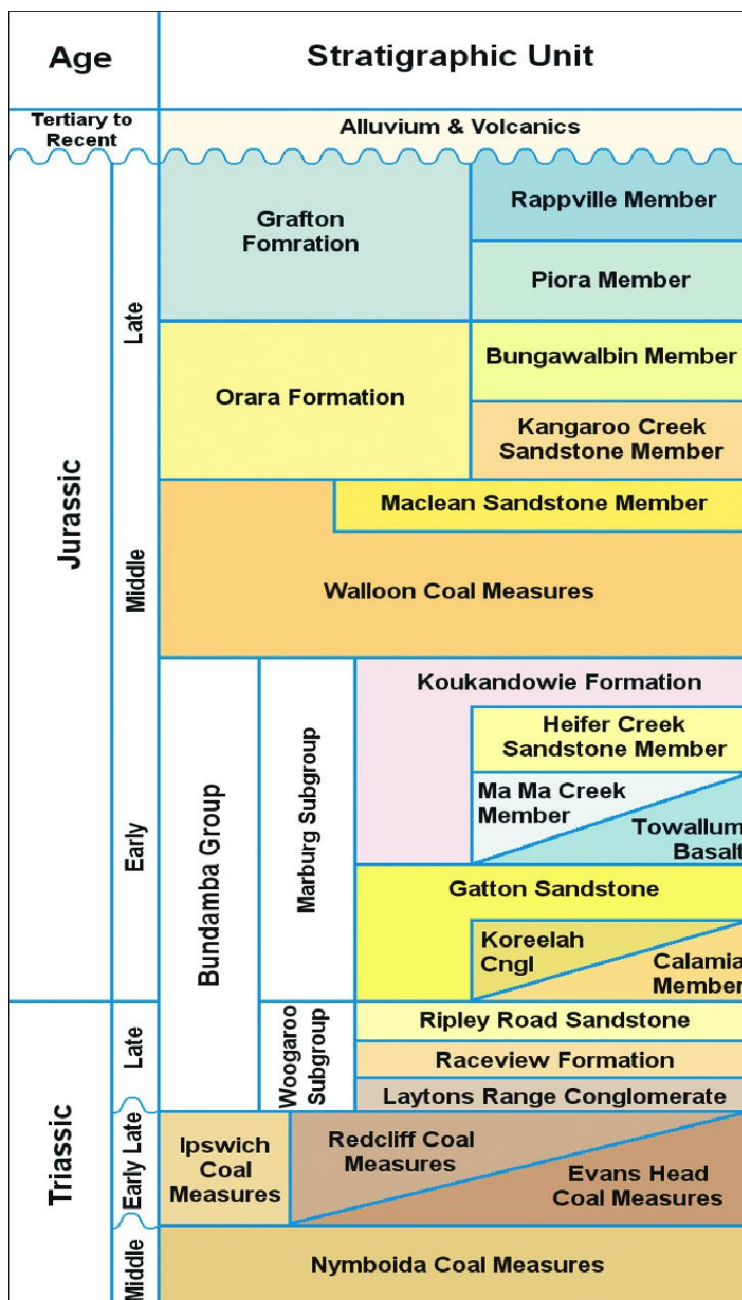 Age
Stratigraphic Unit
Tertiary to
Recent
Alluvium & Volcanics
Jurassic
Late
Grafton
Fomration
Rappville Member
Piora Member
Orara Formation
Bungawalbin Member
Kangaroo Creek
Sandstone Member
Middle
Maclean Sandstone Member
Walloon Coal Measures
Early
Bundamba Group
Marburg Subgroup
Koukandowie Formation
Heifer Creek
Sandstone Member
Ma Ma Creek
Member
Towallum
Basalt
Gatton Sandstone
Koreelah
Cngl
Calamia
Member
Triassic
Late
Woogaroo
Subgroup
Ripley Road Sandstone
Raceview Formation
Laytons Range Conglomerate
Early Late
Ipswich
Coal
Measures
Redcliff Coal
Measures
Evans Head
Coal Measures
Middle
Nymboida Coal Measures